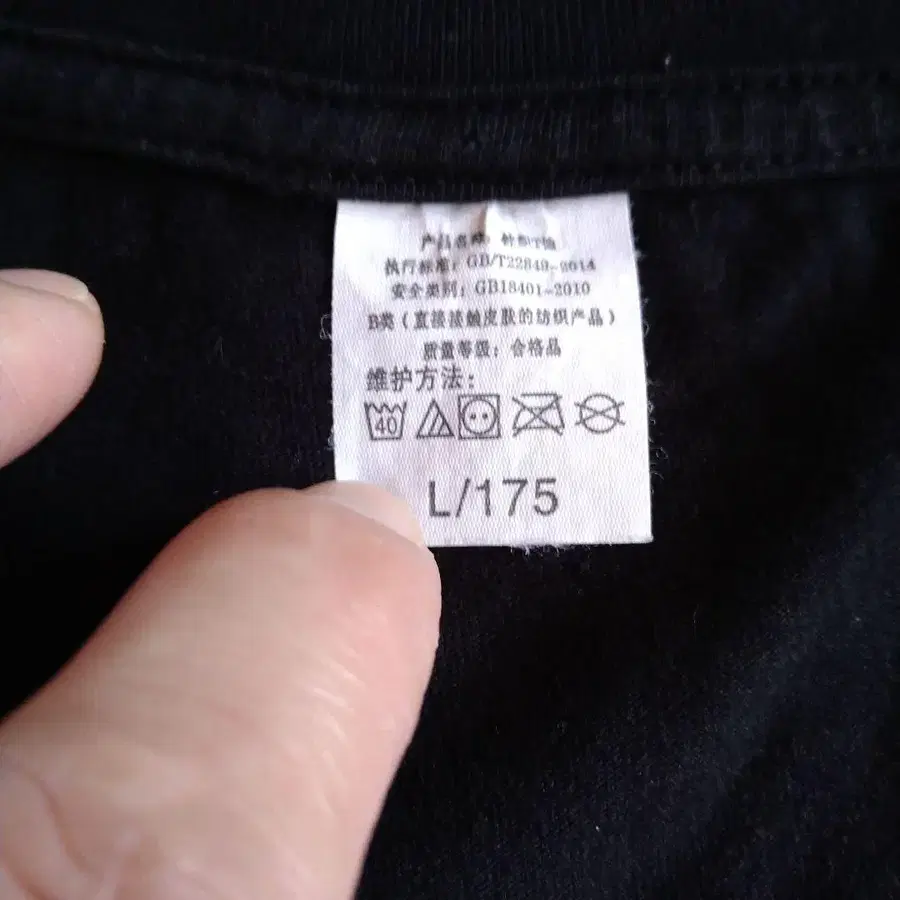 产品名称：针织T恤
执行标准：GB/T22849-2014
安全类别：GB18401-2010
B类（直接接触皮肤的纺织产品）
质量等级：合格品
维护方法：
40
L/175